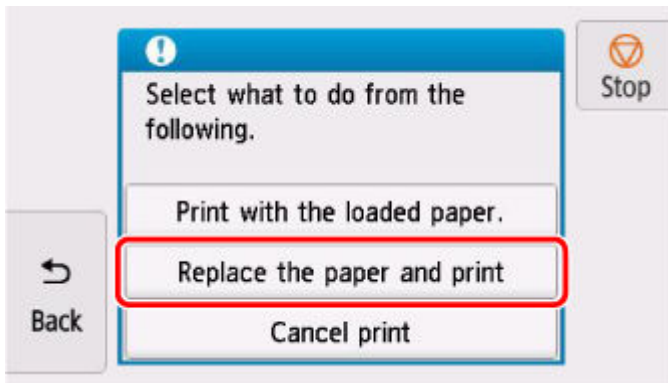 Select what to do from the
following.
Stop
Print with the loaded paper.
Replace the paper and print
Back
Cancel print